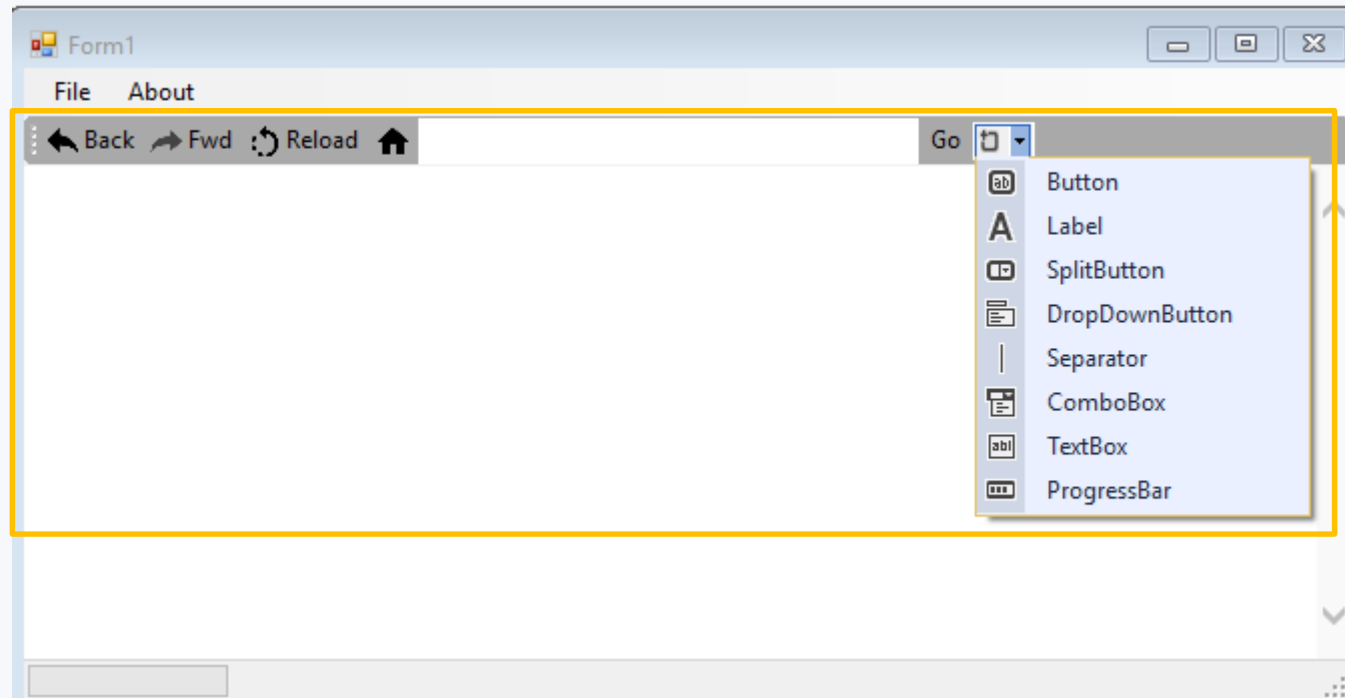 Form1
File About
Back Fwd Reload Go
Button
Label
SplitButton
DropDownButton
Separator
ComboBox
TextBox
ProgressBar